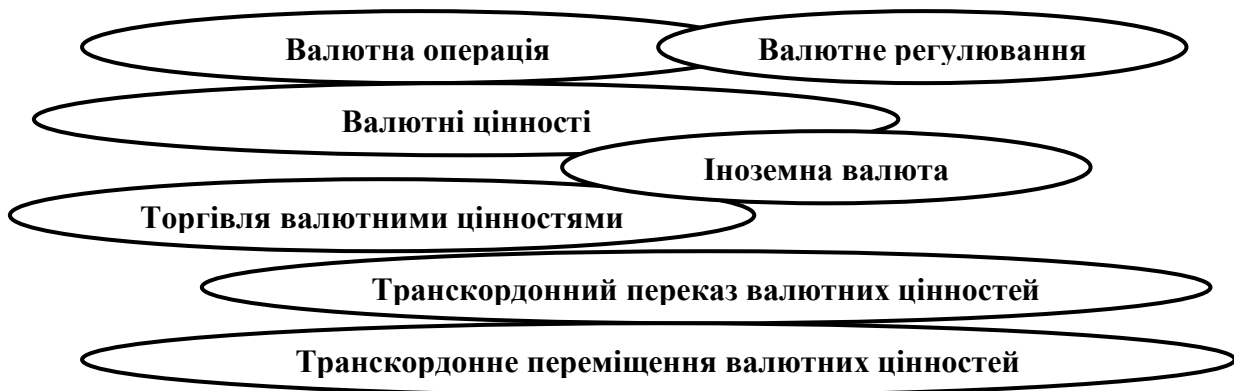 Валютна операція
Валютне регулювання
Валютні цінності
Іноземна валюта
Торгівля валютними цінностями
Транскордонний переказ валютних цінностей
Транскордонне переміщення валютних цінностей